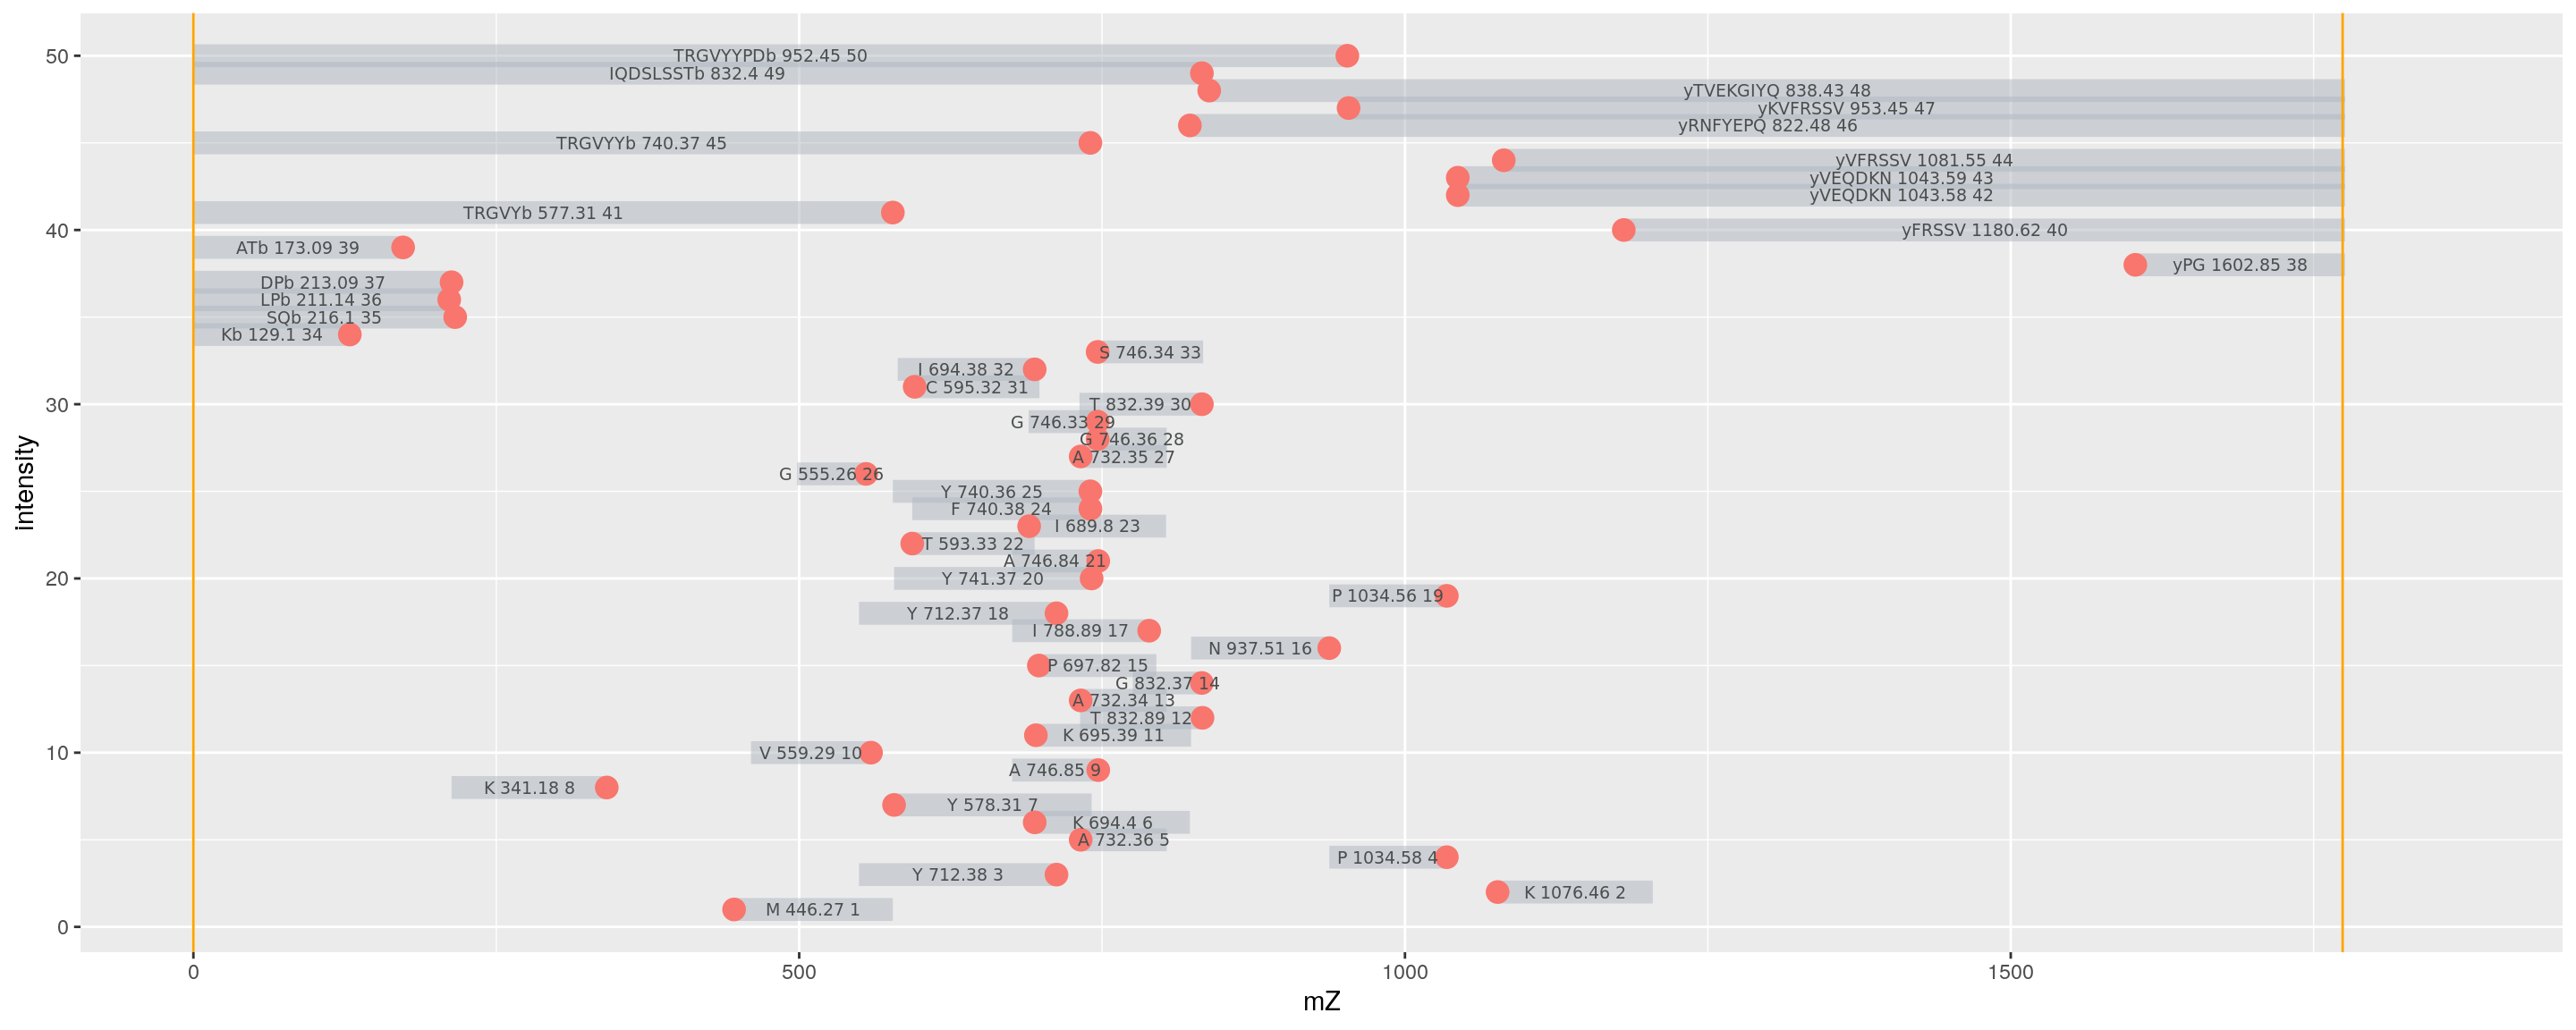 50
TRGVYYPDb 952.45 50
IQDSLSSTb 832.4 49
yTVEKGIYQ 838.43 48
yKVFRSSV 953.45 47
yRNFYEPQ 822.48 46
TRGVYYb 740.37 45
yVFRSSV 1081.55 44
yVEQDKN 1043.59 43
yVEQDKN 1043.58 42
TRGVYb 577.31 41
40
yFRSSV 1180.62 40
ATb 173.09 39
yPG 1602.85 38
DPb 213.09 37
LPb 211.14 36
SQb 216.1 35
Kb 129.1 34
S 746.34 33
I 694.38 32
C 595.32 31
30
T 832.39 30
G 746.33 29
G 746.36 28
A 732.35 27
G 555.26 26
Y 740.36 25
F 740.38 24
I 689.8 23
T 593.33 22
A 746.84 21
20
Y 741.37 20
P 1034.56 19
Y 712.37 18
I 788.89 17
N 937.51 16
P 697.82 15
G 832.37 14
A 732.34 13
T 832.89 12
K 695.39 11
10
V 559.29 10
A 746.85 9
K 341.18 8
Y 578.31 7
K 694.4 6
A 732.36 5
P 1034.58 4
Y 712.38 3
K 1076.46 2
M 446.27 1
0
intensity
0 500 1000 1500
mZ